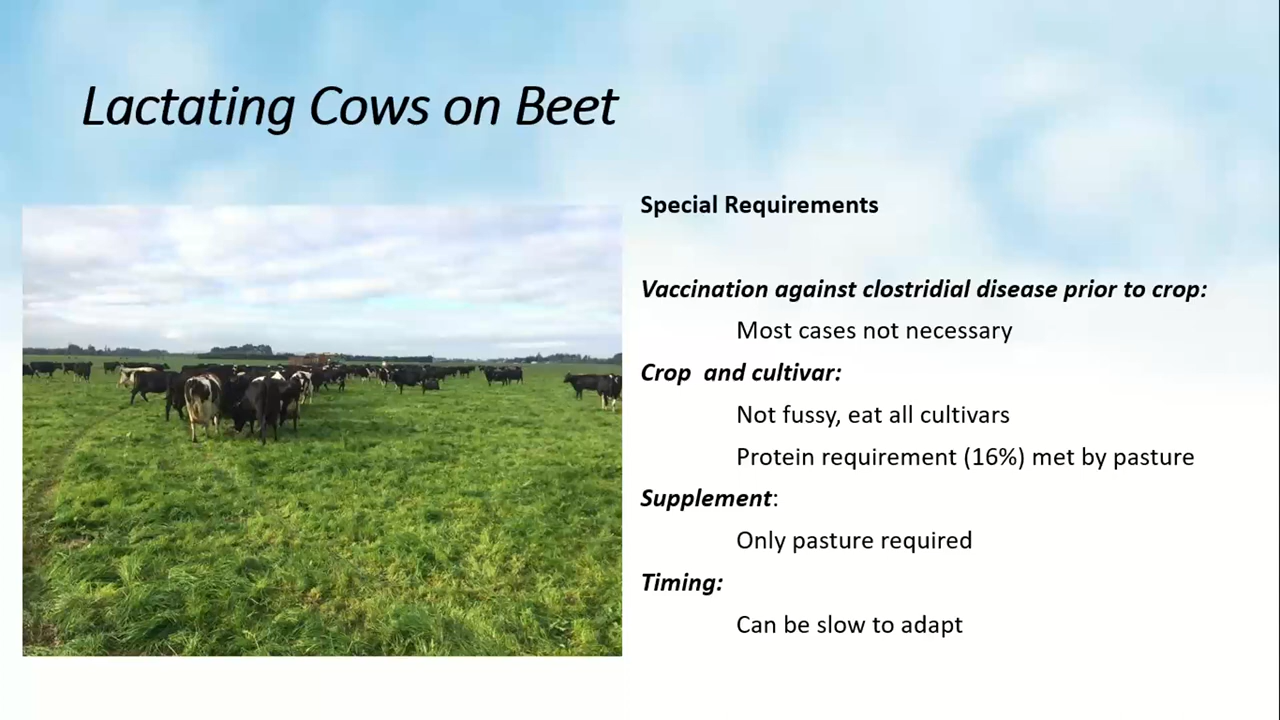 Lactating Cows on Beet
Special Requirements
Vaccination against clostridial disease prior to crop:
Most cases not necessary
Crop and cultivar:
Not fussy, eat all cultivars
Protein requirement (16%) met by pasture
Supplement:
Only pasture required
Timing:
Can be slow to adapt